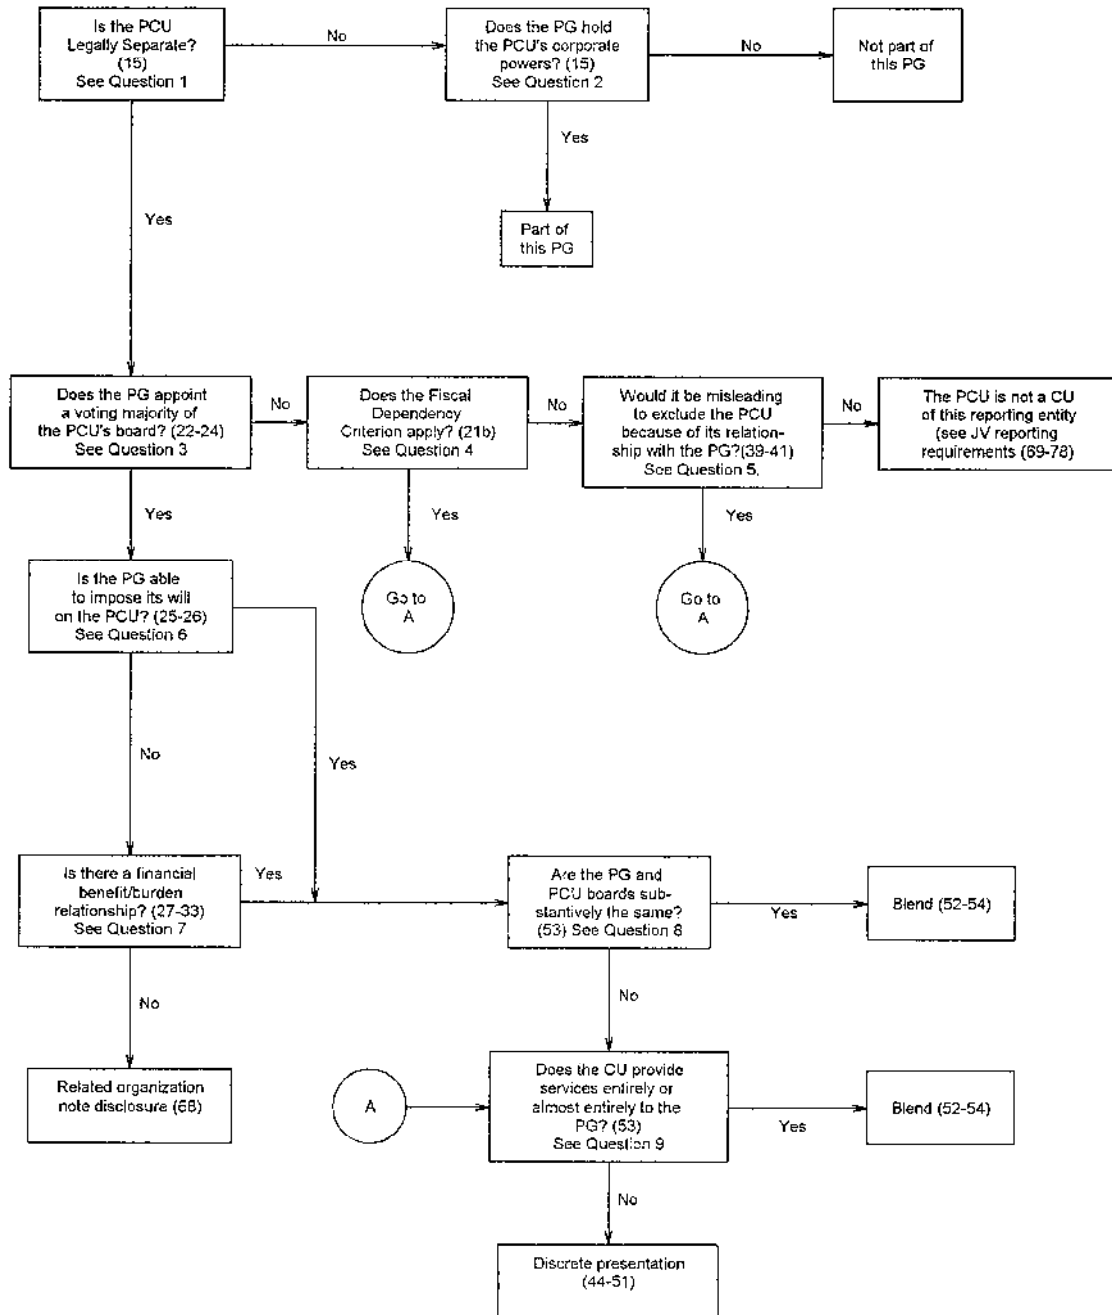 Is the PCU
Legally Separate?
(15)
See Question 1
No
Does the PG hold
the PCU's corporate
powers? (15)
See Question 2
No
Not part of
this PG
Yes
Yes
Part of
this PG
Does the PG appoint
a voting majority of
the PCU's board? (22-24)
See Question 3
No
Does the Fiscal
Dependency
Criterion apply? (21b)
See Question 4
No
Would it be misleading
to exclude the PCU
because of its relation-
ship with the PG?(39-41)
See Question 5.
No
The PCU is not a CU
of this reporting entity
(see JV reporting
requirements (69-78)
Yes
Yes
Yes
Is the PG able
to impose its will
on the PCU? (25-26)
See Question 6
Go to
A
Go to
A
No
Yes
Is there a financial
benefit/burden
relationship? (27-33)
See Question 7
Yes
Are the PG and
PCU boards sub-
stantively the same?
(53) See Question 8
Yes
Blend (52-54)
No
No
Related organization
note disclosure (68)
A
Does the CU provide
services entirely or
almost entirely to the
PG? (53)
See Question 9
Yes
Blend (52-54)
No
Discrete presentation
(44-51)